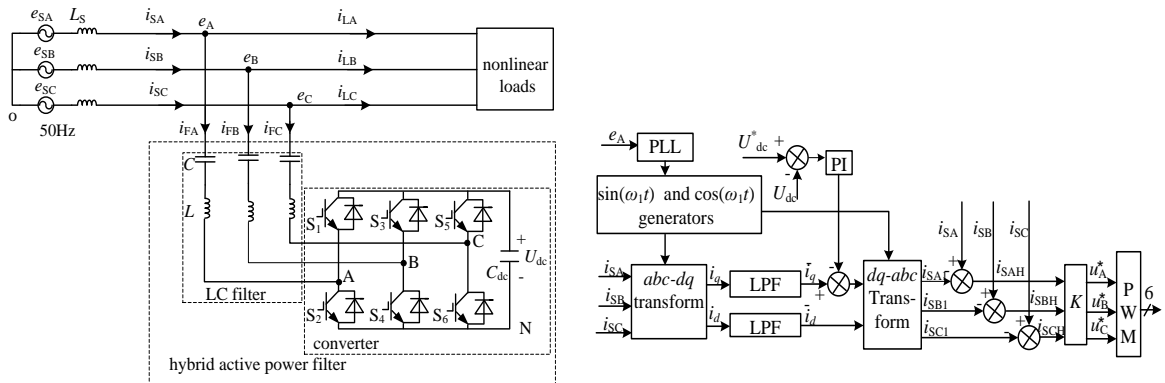 e_SA L_S i_SA e_A i_LA
e_SB i_SB e_B i_LB nonlinear
e_SC i_SC e_C i_LC loads
o 50Hz
i_FA i_FB i_FC
C
L
S1 S3 S5
C
B
A
+
C_dc U_dc
-
S2 S4 S6
N
LC filter
converter
hybrid active power filter
e_A PLL
U*_dc +
-
U_dc
PI
sin(ω1t) and cos(ω1t)
generators
i_SA
i_SB
i_SC
abc-dq
transform
i_q LPF ī_q + -
i_d LPF ī_d
dq-abc
Trans-
form
i_SA i_SB i_SC
i_SA - + i_SAH
i_SB1 - + i_SBH
i_SC1 - + i_SCH
K
u*_A
u*_B
u*_C
P
W
M
6